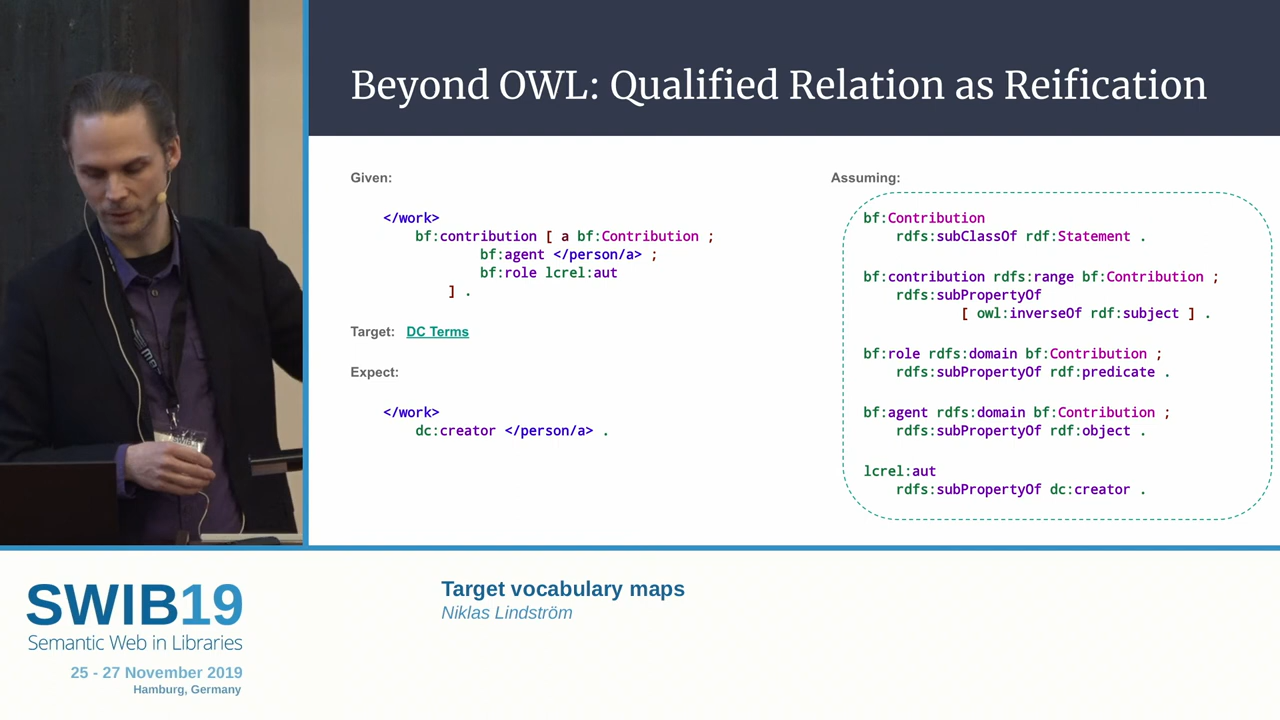 Beyond OWL: Qualified Relation as Reification
Given:
</work>
bf:contribution [ a bf:Contribution ;
bf:agent </person/a> ;
bf:role lcrel:aut
] .
Target: DC Terms
Expect:
</work>
dc:creator </person/a> .
Assuming:
bf:Contribution
rdfs:subClassOf rdf:Statement .
bf:contribution rdfs:range bf:Contribution ;
rdfs:subPropertyOf
[ owl:inverseOf rdf:subject ] .
bf:role rdfs:domain bf:Contribution ;
rdfs:subPropertyOf rdf:predicate .
bf:agent rdfs:domain bf:Contribution ;
rdfs:subPropertyOf rdf:object .
lcrel:aut
rdfs:subPropertyOf dc:creator .
SWIB19
Semantic Web in Libraries
25 - 27 November 2019
Hamburg, Germany
Target vocabulary maps
Niklas Lindström